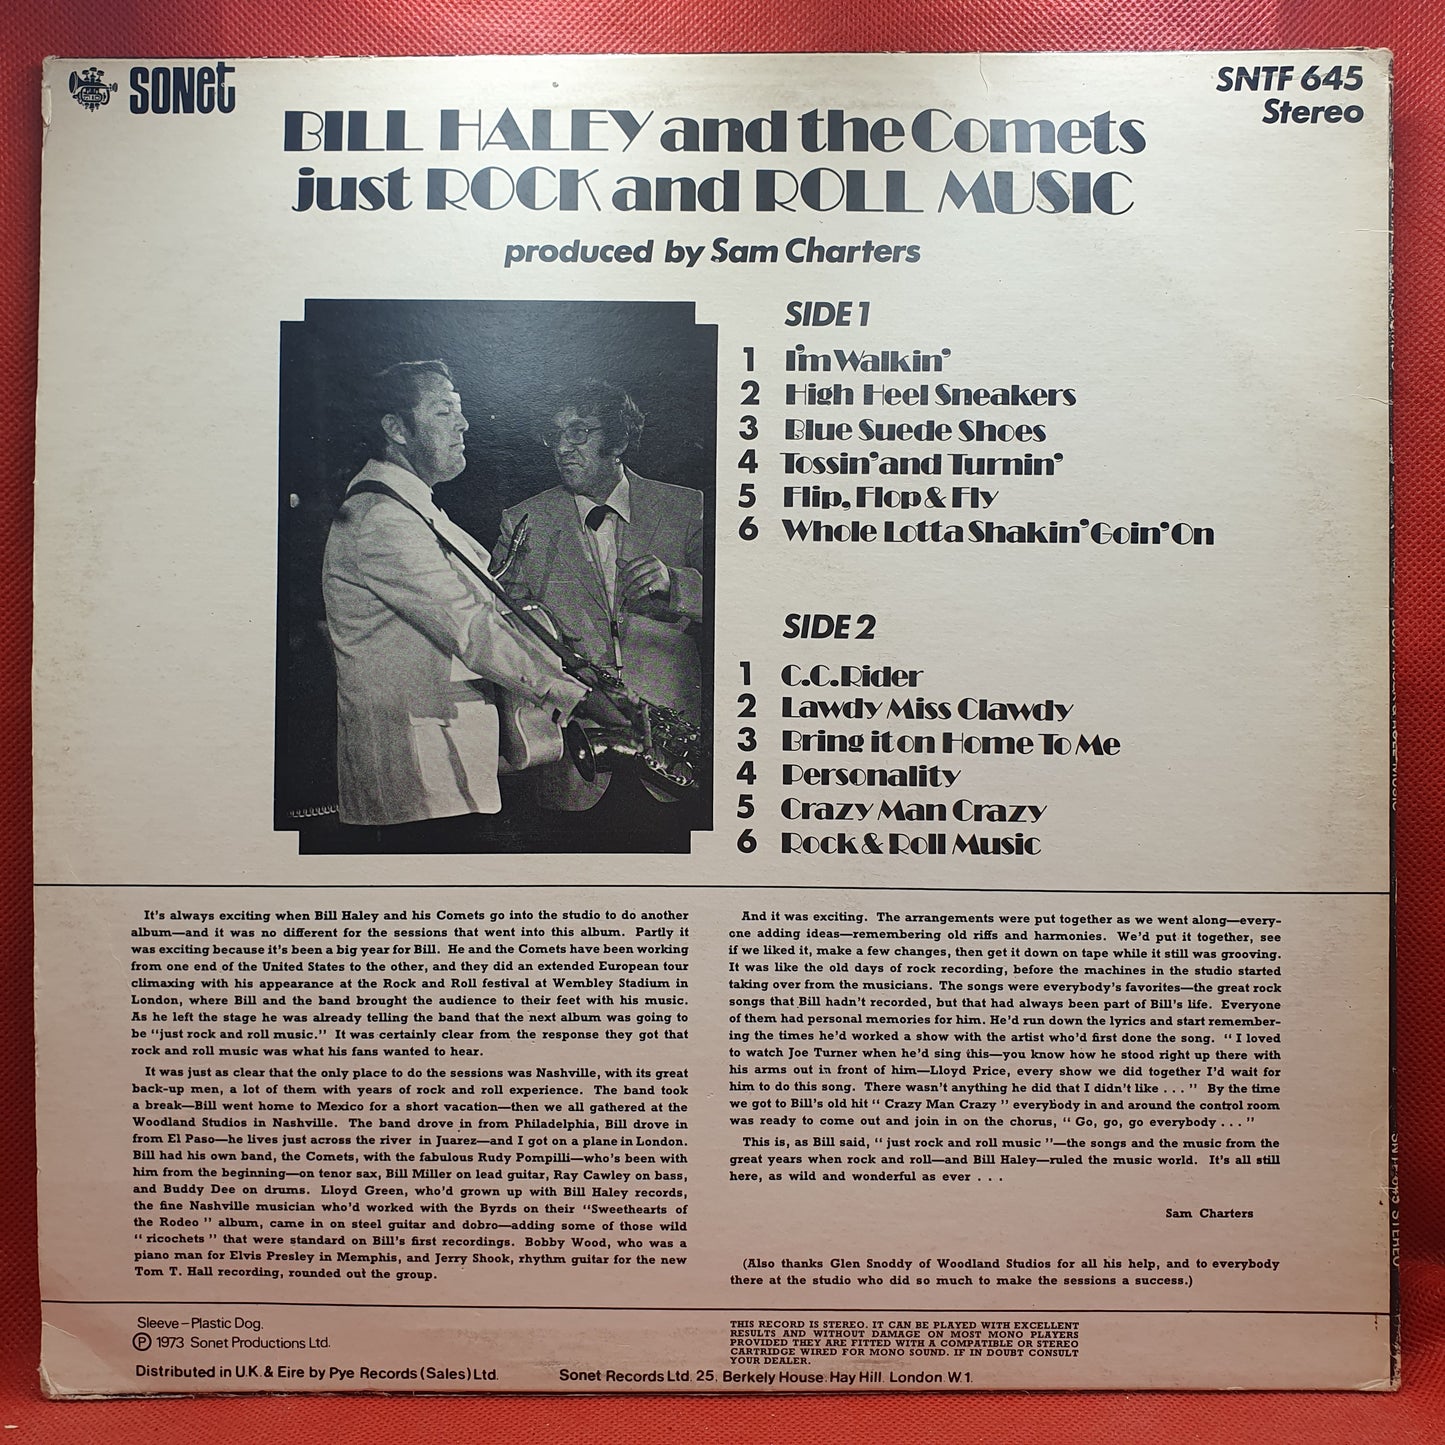 SONET
SNTF 645
Stereo
BILL HALEY and the Comets
just ROCK and ROLL MUSIC
produced by Sam Charters
SIDE 1
1 I'm Walkin'
2 High Heel Sneakers
3 Blue Suede Shoes
4 Tossin' and Turnin'
5 Flip, Flop & Fly
6 Whole Lotta Shakin' Goin' On
SIDE 2
1 C.C. Rider
2 Lawdy Miss Clawdy
3 Bring it on Home To Me
4 Personality
5 Crazy Man Crazy
6 Rock & Roll Music
It's always exciting when Bill Haley and his Comets go into the studio to do another
album—and it was no different for the sessions that went into this album. Partly it
was exciting because it's been a big year for Bill. He and the Comets have been working
from one end of the United States to the other, and they did an extended European tour
climaxing with his appearance at the Rock and Roll festival at Wembley Stadium in
London, where Bill and the band brought the audience to their feet with his music.
As he left the stage he was already telling the band that the next album was going to
be "just rock and roll music." It was certainly clear from the response they got that
rock and roll music was what his fans wanted to hear.
It was just as clear that the only place to do the sessions was Nashville, with its great
back-up men, a lot of them with years of rock and roll experience. The band took
a break—Bill went home to Mexico for a short vacation—then we all gathered at the
Woodland Studios in Nashville. The band drove in from Philadelphia, Bill drove in
from El Paso—he lives just across the river in Juarez—and I got on a plane in London.
Bill had his own band, the Comets, with the fabulous Rudy Pompilli—who's been with
him from the beginning—on tenor sax, Bill Miller on lead guitar, Ray Cawley on bass,
and Buddy Dee on drums. Lloyd Green, who'd grown up with Bill Haley records,
the fine Nashville musician who'd worked with the Byrds on their "Sweethearts of
the Rodeo" album, came in on steel guitar and dobro—adding some of those wild
"ricochets" that were standard on Bill's first recordings. Bobby Wood, who was a
piano man for Elvis Presley in Memphis, and Jerry Shook, rhythm guitar for the new
Tom T. Hall recording, rounded out the group.
And it was exciting. The arrangements were put together as we went along—every-
one adding ideas—remembering old riffs and harmonies. We'd put it together, see
if we liked it, make a few changes, then get it down on tape while it still was grooving.
It was like the old days of rock recording, before the machines in the studio started
taking over from the musicians. The songs were everybody's favorites—the great rock
songs that Bill hadn't recorded, but that had always been part of Bill's life. Everyone
of them had personal memories for him. He'd run down the lyrics and start remember-
ing the times he'd worked a show with the artist who'd first done the song. "I loved
to watch Joe Turner when he'd sing this—you know how he stood right up there with
his arms out in front of him—Lloyd Price, every show we did together I'd wait for
him to do this song. There wasn't anything he did that I didn't like . . ." By the time
we got to Bill's old hit "Crazy Man Crazy" everybody in and around the control room
was ready to come out and join in on the chorus, "Go, go, go everybody . . ."
This is, as Bill said, "just rock and roll music"—the songs and the music from the
great years when rock and roll—and Bill Haley—ruled the music world. It's all still
here, as wild and wonderful as ever . . .
Sam Charters
(Also thanks Glen Snoddy of Woodland Studios for all his help, and to everybody
there at the studio who did so much to make the sessions a success.)
Sleeve – Plastic Dog.
℗ 1973 Sonet Productions Ltd.
Distributed in U.K. & Eire by Pye Records (Sales) Ltd.
Sonet Records Ltd. 25, Berkely House. Hay Hill. London W.1.
THIS RECORD IS STEREO. IT CAN BE PLAYED WITH EXCELLENT
RESULTS AND WITHOUT DAMAGE ON MOST MONO PLAYERS
PROVIDED THEY ARE FITTED WITH A COMPATIBLE OR STEREO
CARTRIDGE WIRED FOR MONO SOUND. IF IN DOUBT CONSULT
YOUR DEALER.